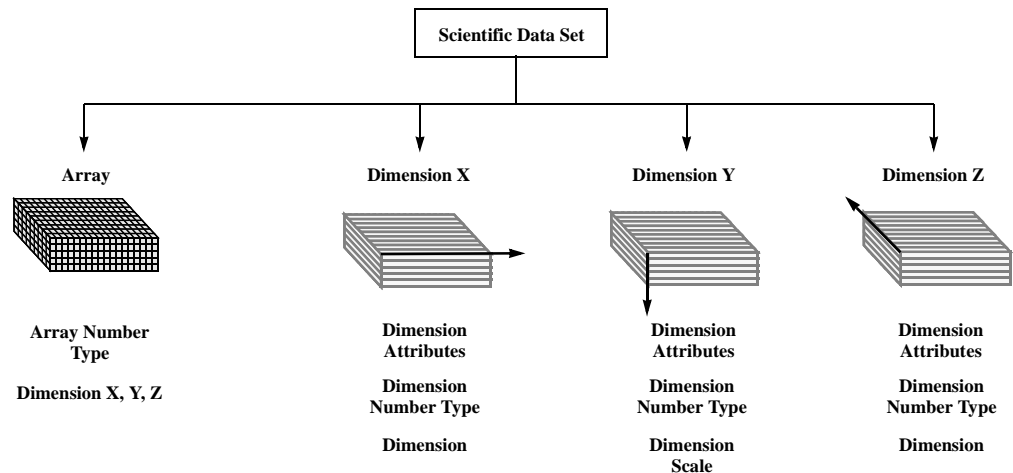 Scientific Data Set
Array
Dimension X
Dimension Y
Dimension Z
Array Number
Type
Dimension X, Y, Z
Dimension
Attributes
Dimension
Number Type
Dimension
Dimension
Attributes
Dimension
Number Type
Dimension
Scale
Dimension
Attributes
Dimension
Number Type
Dimension